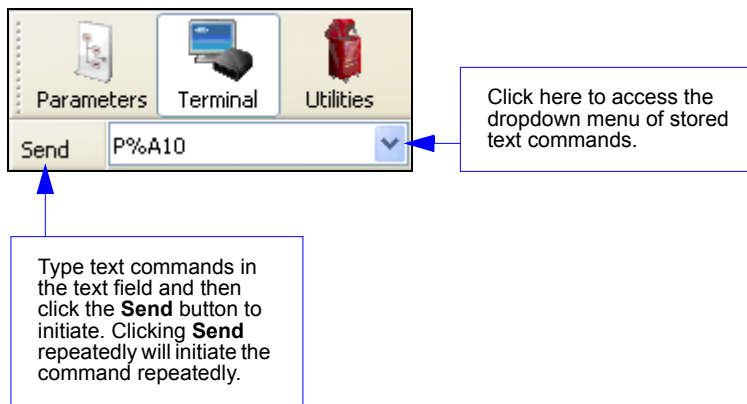 Parameters Terminal Utilities
Send P%A10
Click here to access the
dropdown menu of stored
text commands.
Type text commands in
the text field and then
click the Send button to
initiate. Clicking Send
repeatedly will initiate the
command repeatedly.